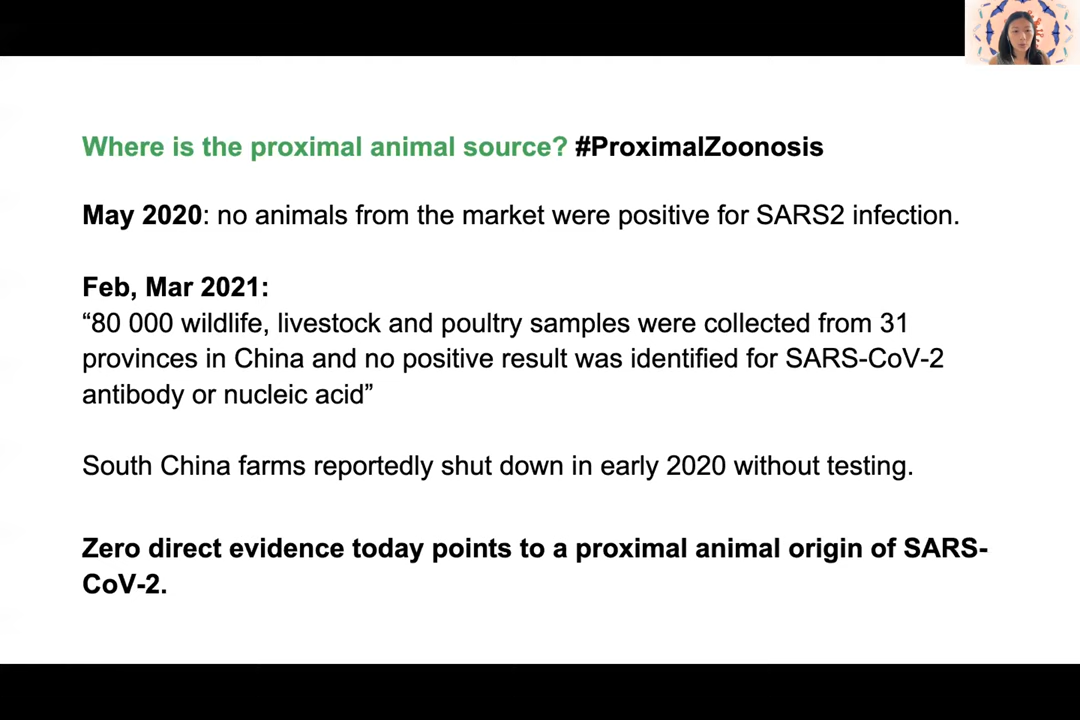 Where is the proximal animal source? #ProximalZoonosis
May 2020: no animals from the market were positive for SARS2 infection.
Feb, Mar 2021:
“80 000 wildlife, livestock and poultry samples were collected from 31
provinces in China and no positive result was identified for SARS-CoV-2
antibody or nucleic acid”
South China farms reportedly shut down in early 2020 without testing.
Zero direct evidence today points to a proximal animal origin of SARS-
CoV-2.